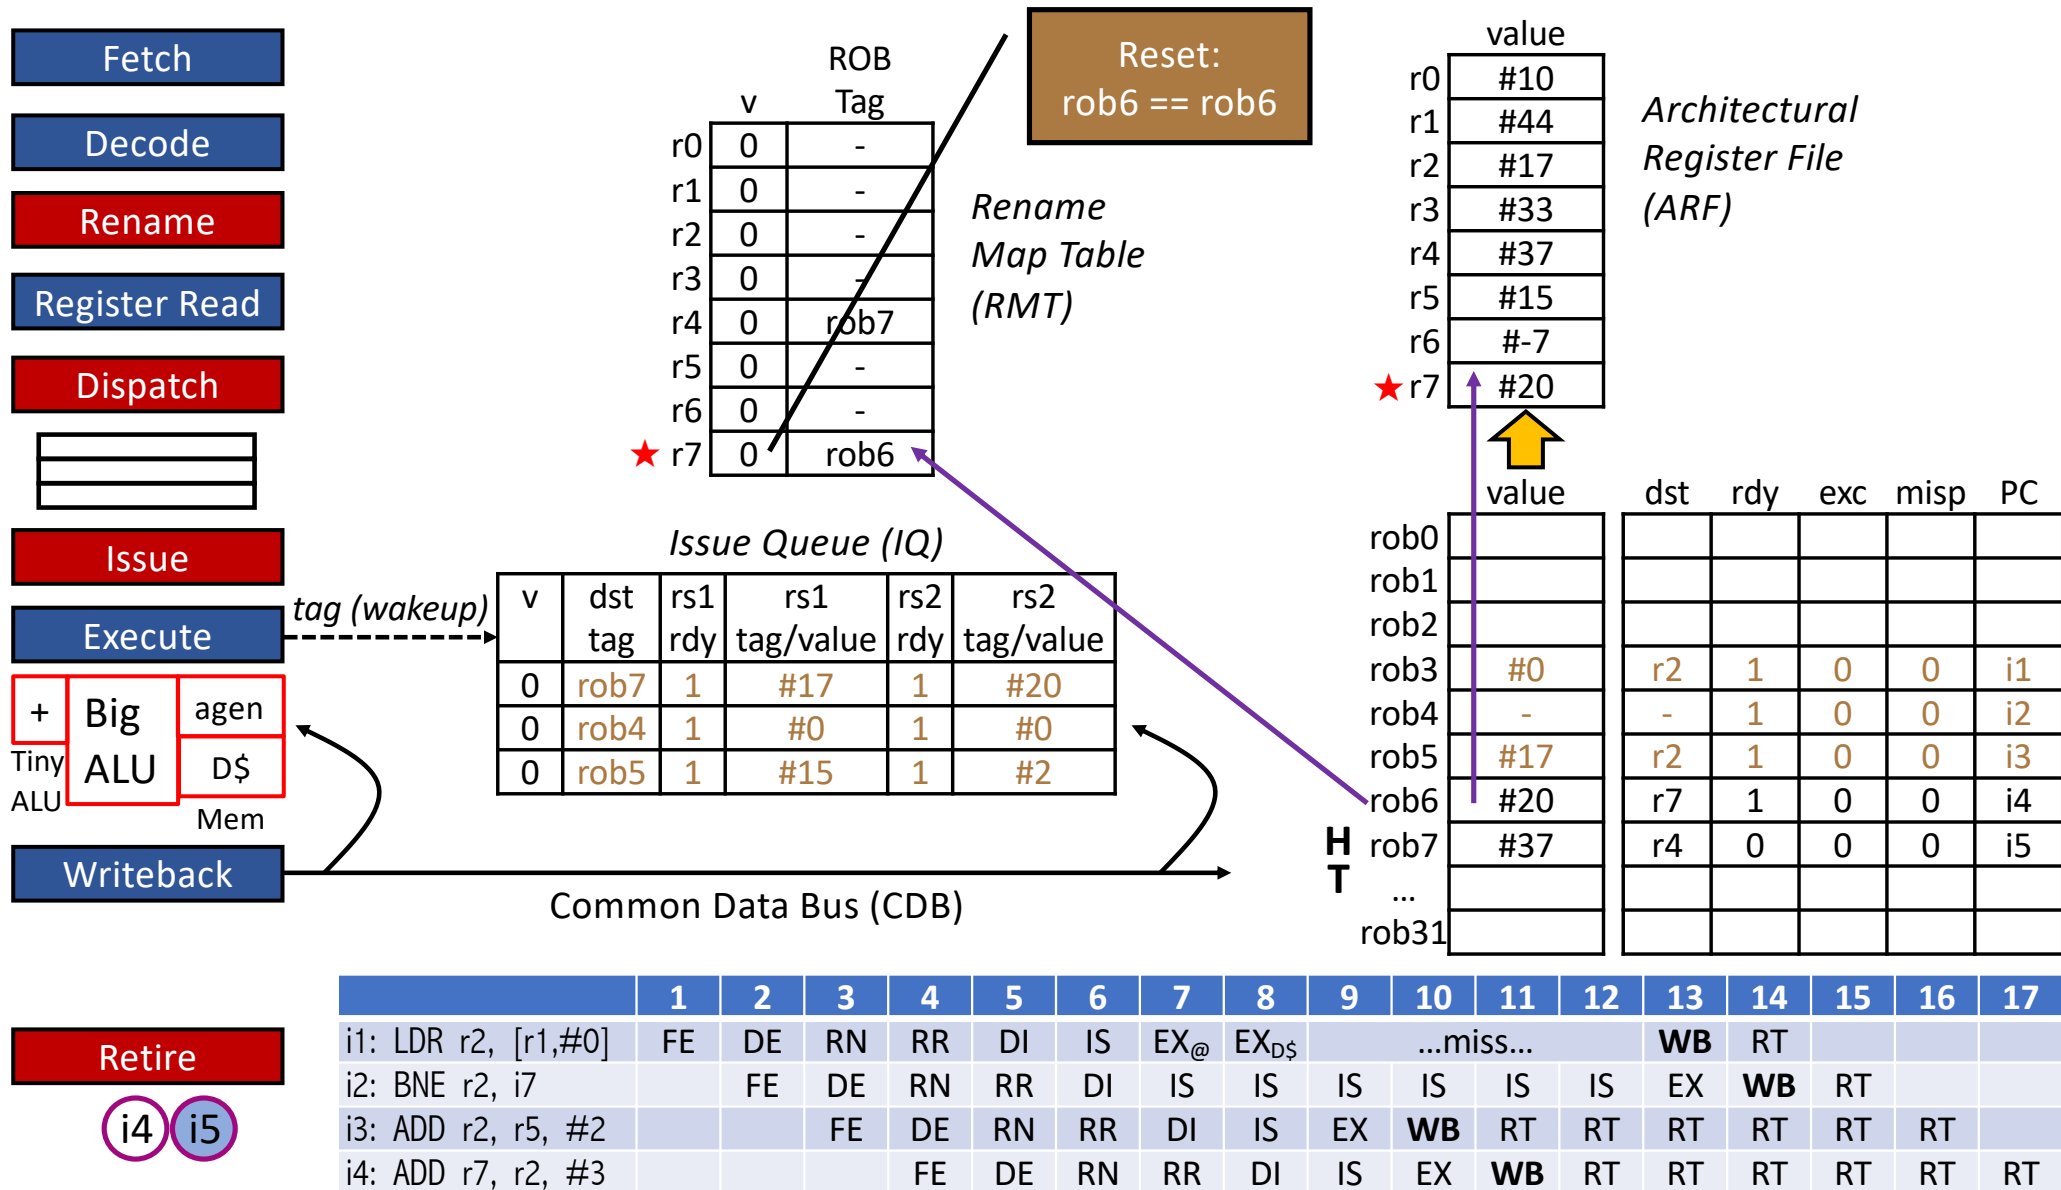 Fetch
Decode
Rename
Register Read
Dispatch
Issue
Execute
+ Big ALU agen
D$
Tiny ALU
Mem
Writeback
Retire
i4 i5
tag (wakeup)
ROB
v Tag
r0 0 -
r1 0 -
r2 0 -
r3 0 -
r4 0 rob7
r5 0 -
r6 0 -
★ r7 0 rob6
Rename
Map Table
(RMT)
Reset:
rob6 == rob6
value
r0 #10
r1 #44
r2 #17
r3 #33
r4 #37
r5 #15
r6 #-7
★ r7 #20
Architectural
Register File
(ARF)
Issue Queue (IQ)
v dst rs1 rs1 rs2 rs2
tag rdy tag/value rdy tag/value
0 rob7 1 #17 1 #20
0 rob4 1 #0 1 #0
0 rob5 1 #15 1 #2
Common Data Bus (CDB)
value dst rdy exc misp PC
rob0
rob1
rob2
rob3 #0 r2 1 0 0 i1
rob4 - - 1 0 0 i2
rob5 #17 r2 1 0 0 i3
rob6 #20 r7 1 0 0 i4
H rob7 #37 r4 0 0 0 i5
T
...
rob31
1 2 3 4 5 6 7 8 9 10 11 12 13 14 15 16 17
i1: LDR r2, [r1,#0] FE DE RN RR DI IS EX@ EXD$ ...miss... WB RT
i2: BNE r2, i7 FE DE RN RR DI IS IS IS IS IS IS EX WB RT
i3: ADD r2, r5, #2 FE DE RN RR DI IS EX WB RT RT RT RT RT RT
i4: ADD r7, r2, #3 FE DE RN RR DI IS EX WB RT RT RT RT RT RT